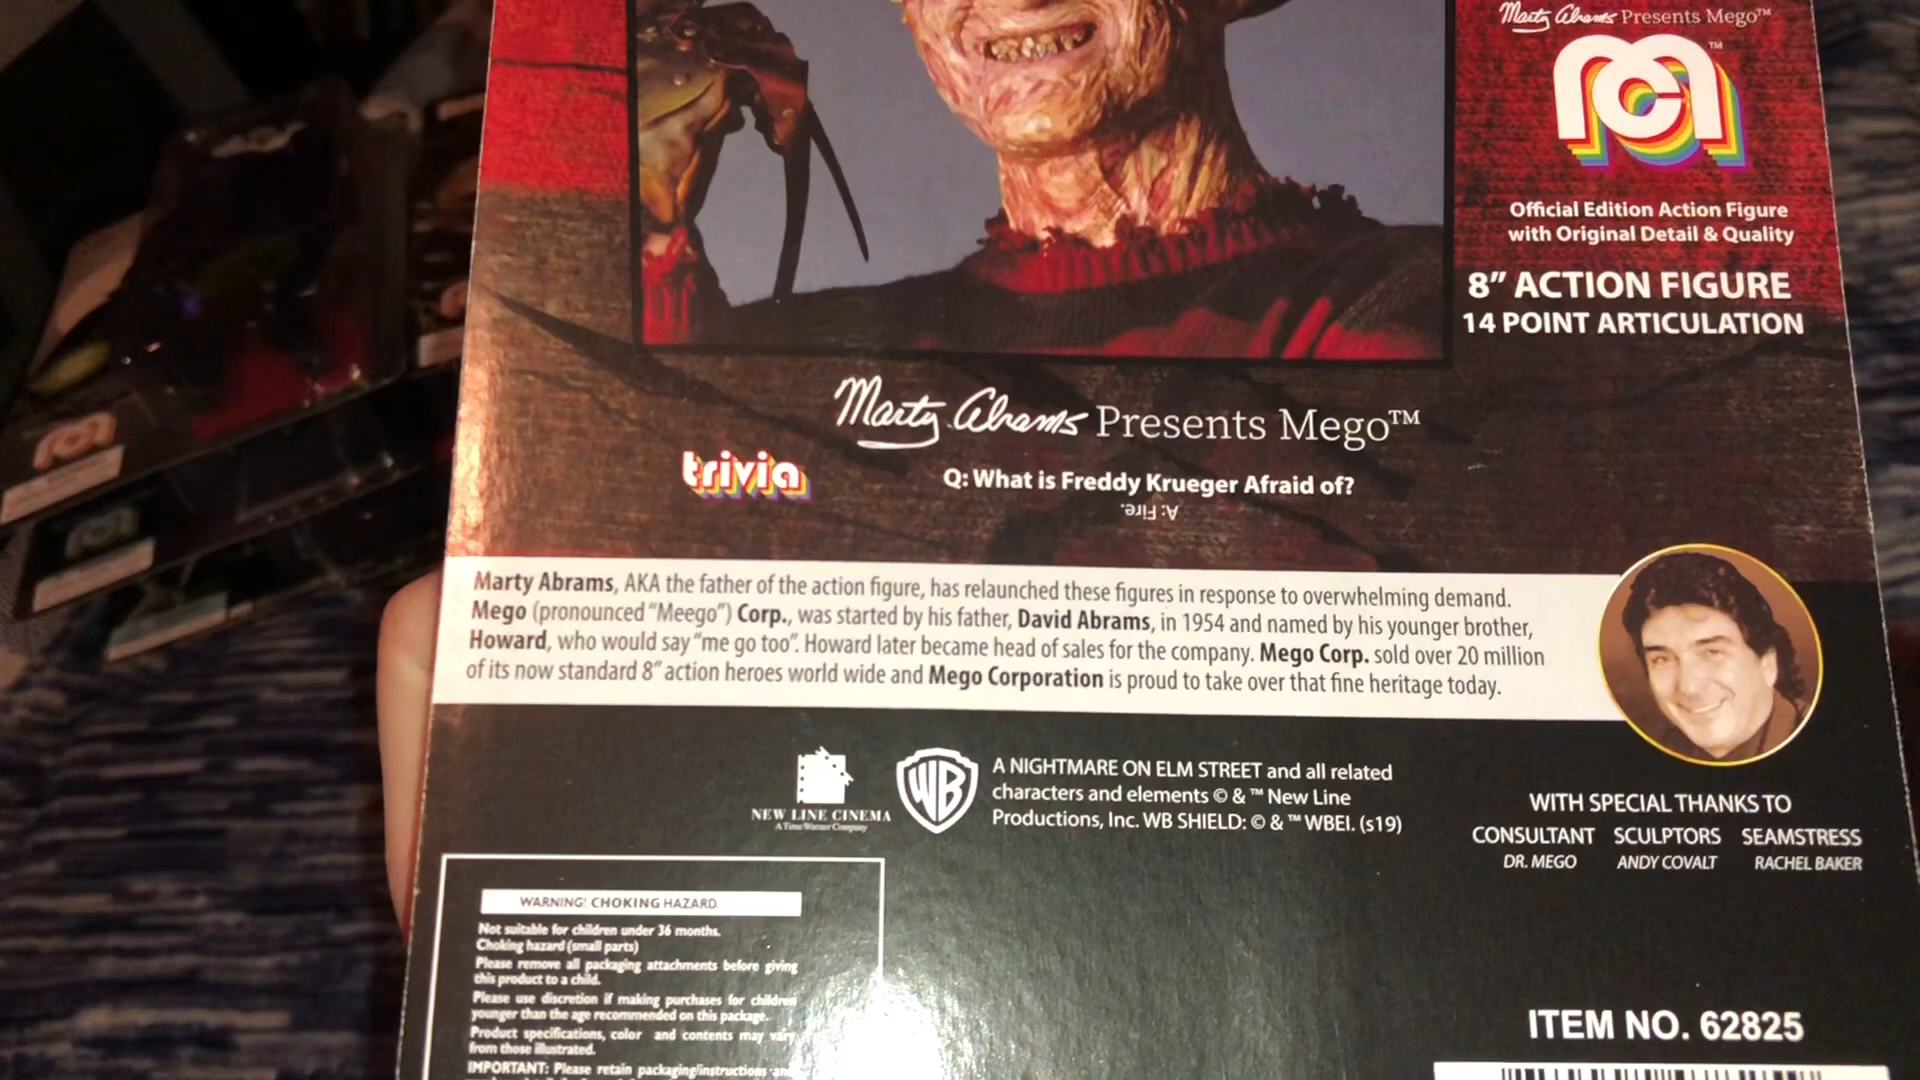 Marty Abrams Presents Mego™
TM
Official Edition Action Figure
with Original Detail & Quality
8” ACTION FIGURE
14 POINT ARTICULATION
Marty Abrams Presents Mego™
trivia
Q: What is Freddy Krueger Afraid of?
A: Fire.
Marty Abrams, AKA the father of the action figure, has relaunched these figures in response to overwhelming demand.
Mego (pronounced “Meego”) Corp., was started by his father, David Abrams, in 1954 and named by his younger brother,
Howard, who would say “me go too”. Howard later became head of sales for the company. Mego Corp. sold over 20 million
of its now standard 8” action heroes world wide and Mego Corporation is proud to take over that fine heritage today.
NEW LINE CINEMA
A Time Warner Company
WB
A NIGHTMARE ON ELM STREET and all related
characters and elements © & ™ New Line
Productions, Inc. WB SHIELD: © & ™ WBEI. (s19)
WITH SPECIAL THANKS TO
CONSULTANT SCULPTORS SEAMSTRESS
DR. MEGO ANDY COVALT RACHEL BAKER
WARNING! CHOKING HAZARD.
Not suitable for children under 36 months.
Choking hazard (small parts)
Please remove all packaging attachments before giving
this product to a child.
Please use discretion if making purchases for children
younger than the age recommended on this package.
Product specifications, color and contents may vary
from those illustrated.
IMPORTANT: Please retain packaging/instructions and
ITEM NO. 62825